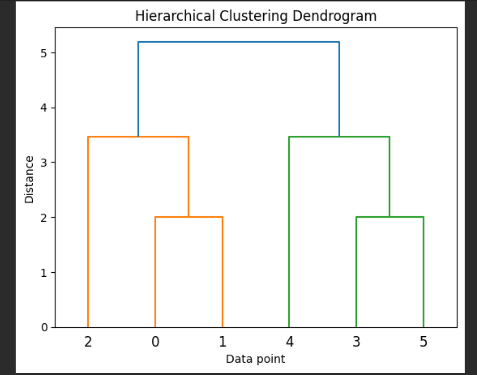 Hierarchical Clustering Dendrogram
5
4
3
2
1
0
Distance
2 0 1 4 3 5
Data point